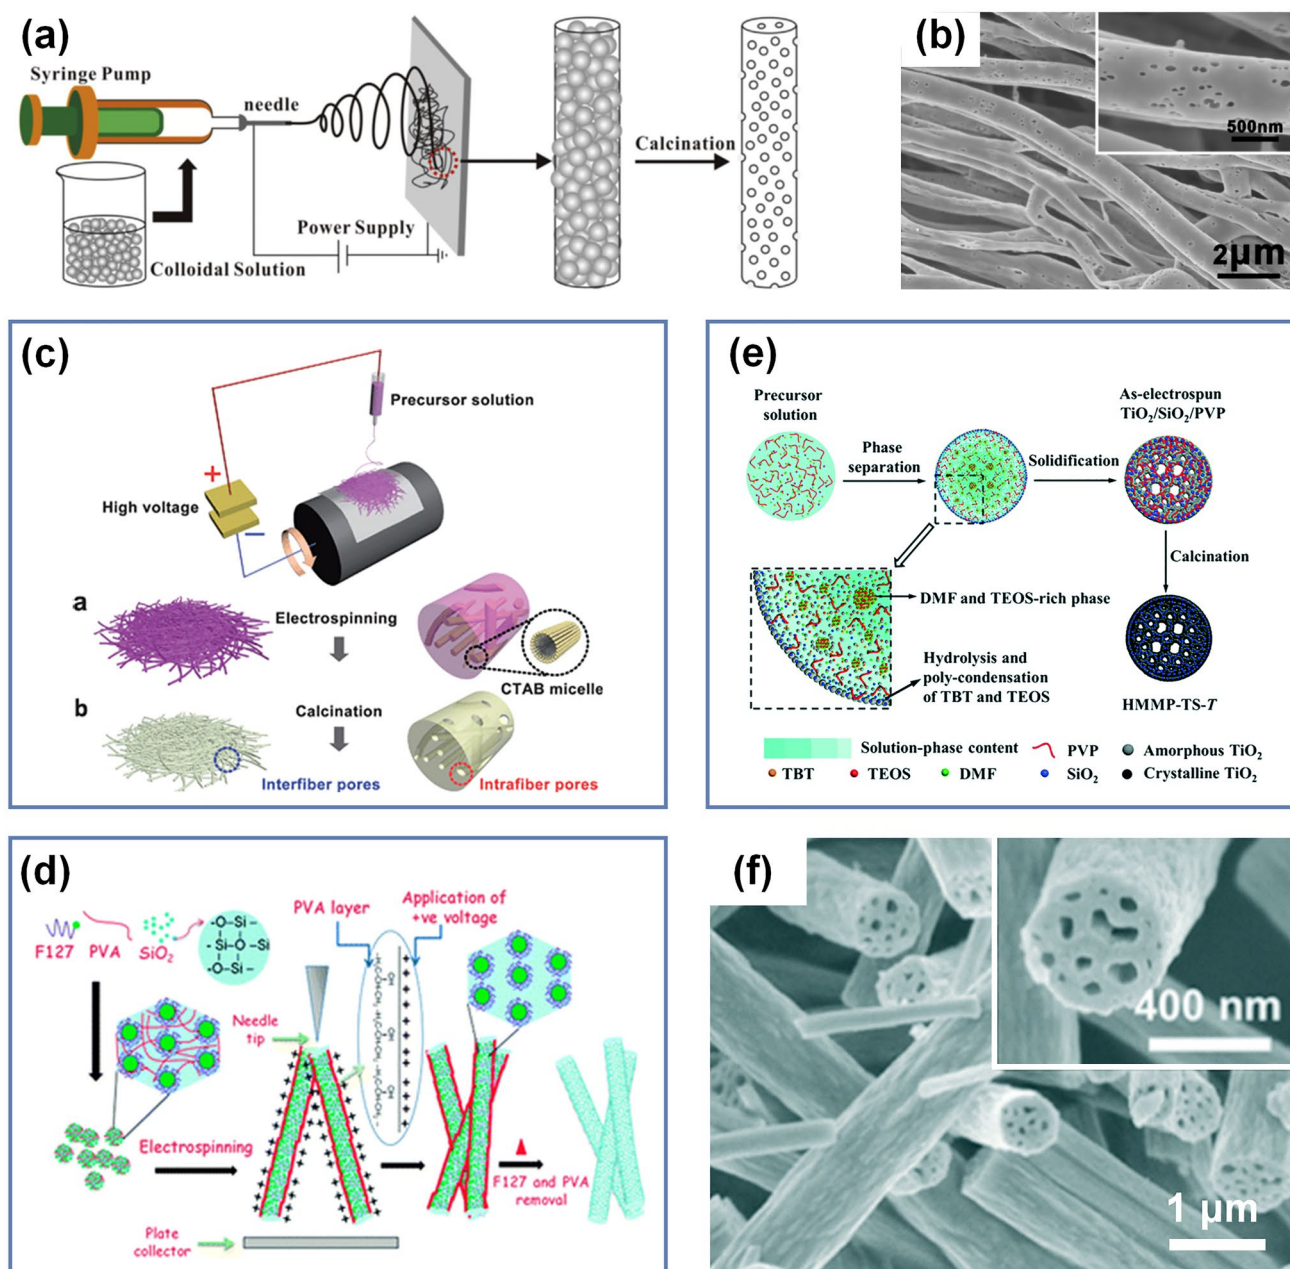 (a)
Syringe Pump
needle
Calcination
Power Supply
Colloidal Solution
(b)
500nm
2μm
(c)
Precursor solution
+
High voltage
−
a
Electrospinning
CTAB micelle
b
Calcination
Interfiber pores
Intrafiber pores
(e)
Precursor
solution
As-electrospun
TiO₂/SiO₂/PVP
Phase
separation
Solidification
Calcination
DMF and TEOS-rich phase
Hydrolysis and
poly-condensation
of TBT and TEOS
HMMP-TS-T
Solution-phase content
PVP
Amorphous TiO₂
TBT
TEOS
DMF
SiO₂
Crystalline TiO₂
(d)
F127
PVA
SiO₂
-O-Si-
-Si-O-Si
-O-Si-
PVA layer
Application of
+ve voltage
Needle
tip
Electrospinning
F127 and PVA
removal
Plate
collector
(f)
400 nm
1 μm